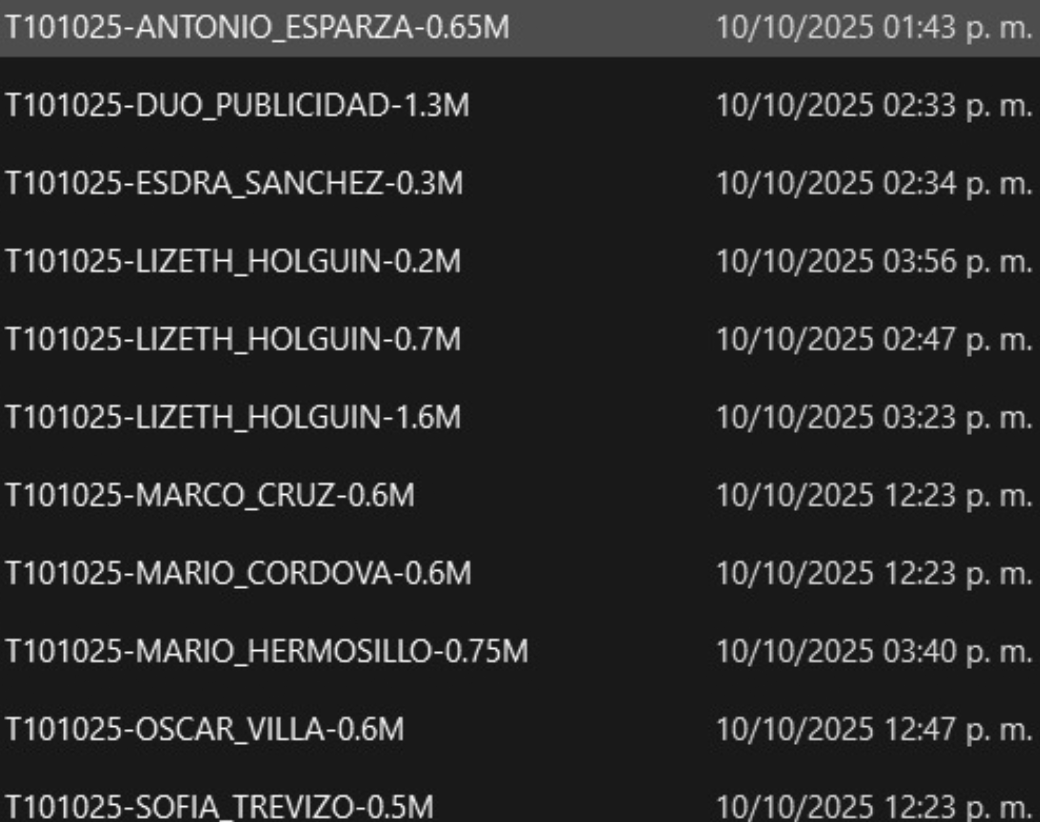 T101025-ANTONIO_ESPARZA-0.65M 10/10/2025 01:43 p. m.
T101025-DUO_PUBLICIDAD-1.3M 10/10/2025 02:33 p. m.
T101025-ESDRA_SANCHEZ-0.3M 10/10/2025 02:34 p. m.
T101025-LIZETH_HOLGUIN-0.2M 10/10/2025 03:56 p. m.
T101025-LIZETH_HOLGUIN-0.7M 10/10/2025 02:47 p. m.
T101025-LIZETH_HOLGUIN-1.6M 10/10/2025 03:23 p. m.
T101025-MARCO_CRUZ-0.6M 10/10/2025 12:23 p. m.
T101025-MARIO_CORDOVA-0.6M 10/10/2025 12:23 p. m.
T101025-MARIO_HERMOSILLO-0.75M 10/10/2025 03:40 p. m.
T101025-OSCAR_VILLA-0.6M 10/10/2025 12:47 p. m.
T101025-SOFIA_TREVIZO-0.5M 10/10/2025 12:23 p. m.